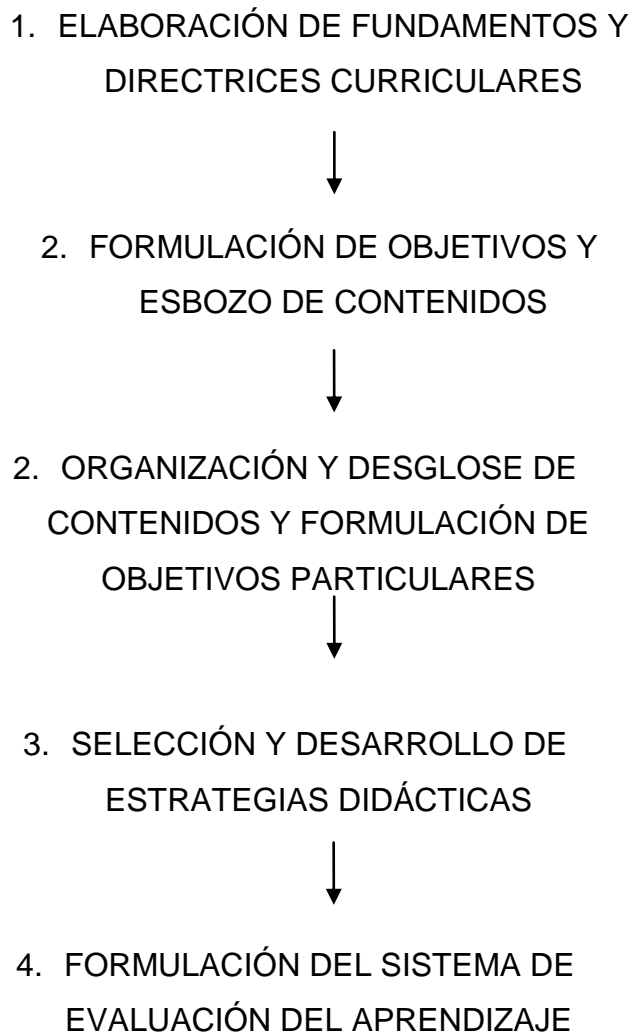 1. ELABORACIÓN DE FUNDAMENTOS Y
DIRECTRICES CURRICULARES
2. FORMULACIÓN DE OBJETIVOS Y
ESBOZO DE CONTENIDOS
2. ORGANIZACIÓN Y DESGLOSE DE
CONTENIDOS Y FORMULACIÓN DE
OBJETIVOS PARTICULARES
3. SELECCIÓN Y DESARROLLO DE
ESTRATEGIAS DIDÁCTICAS
4. FORMULACIÓN DEL SISTEMA DE
EVALUACIÓN DEL APRENDIZAJE